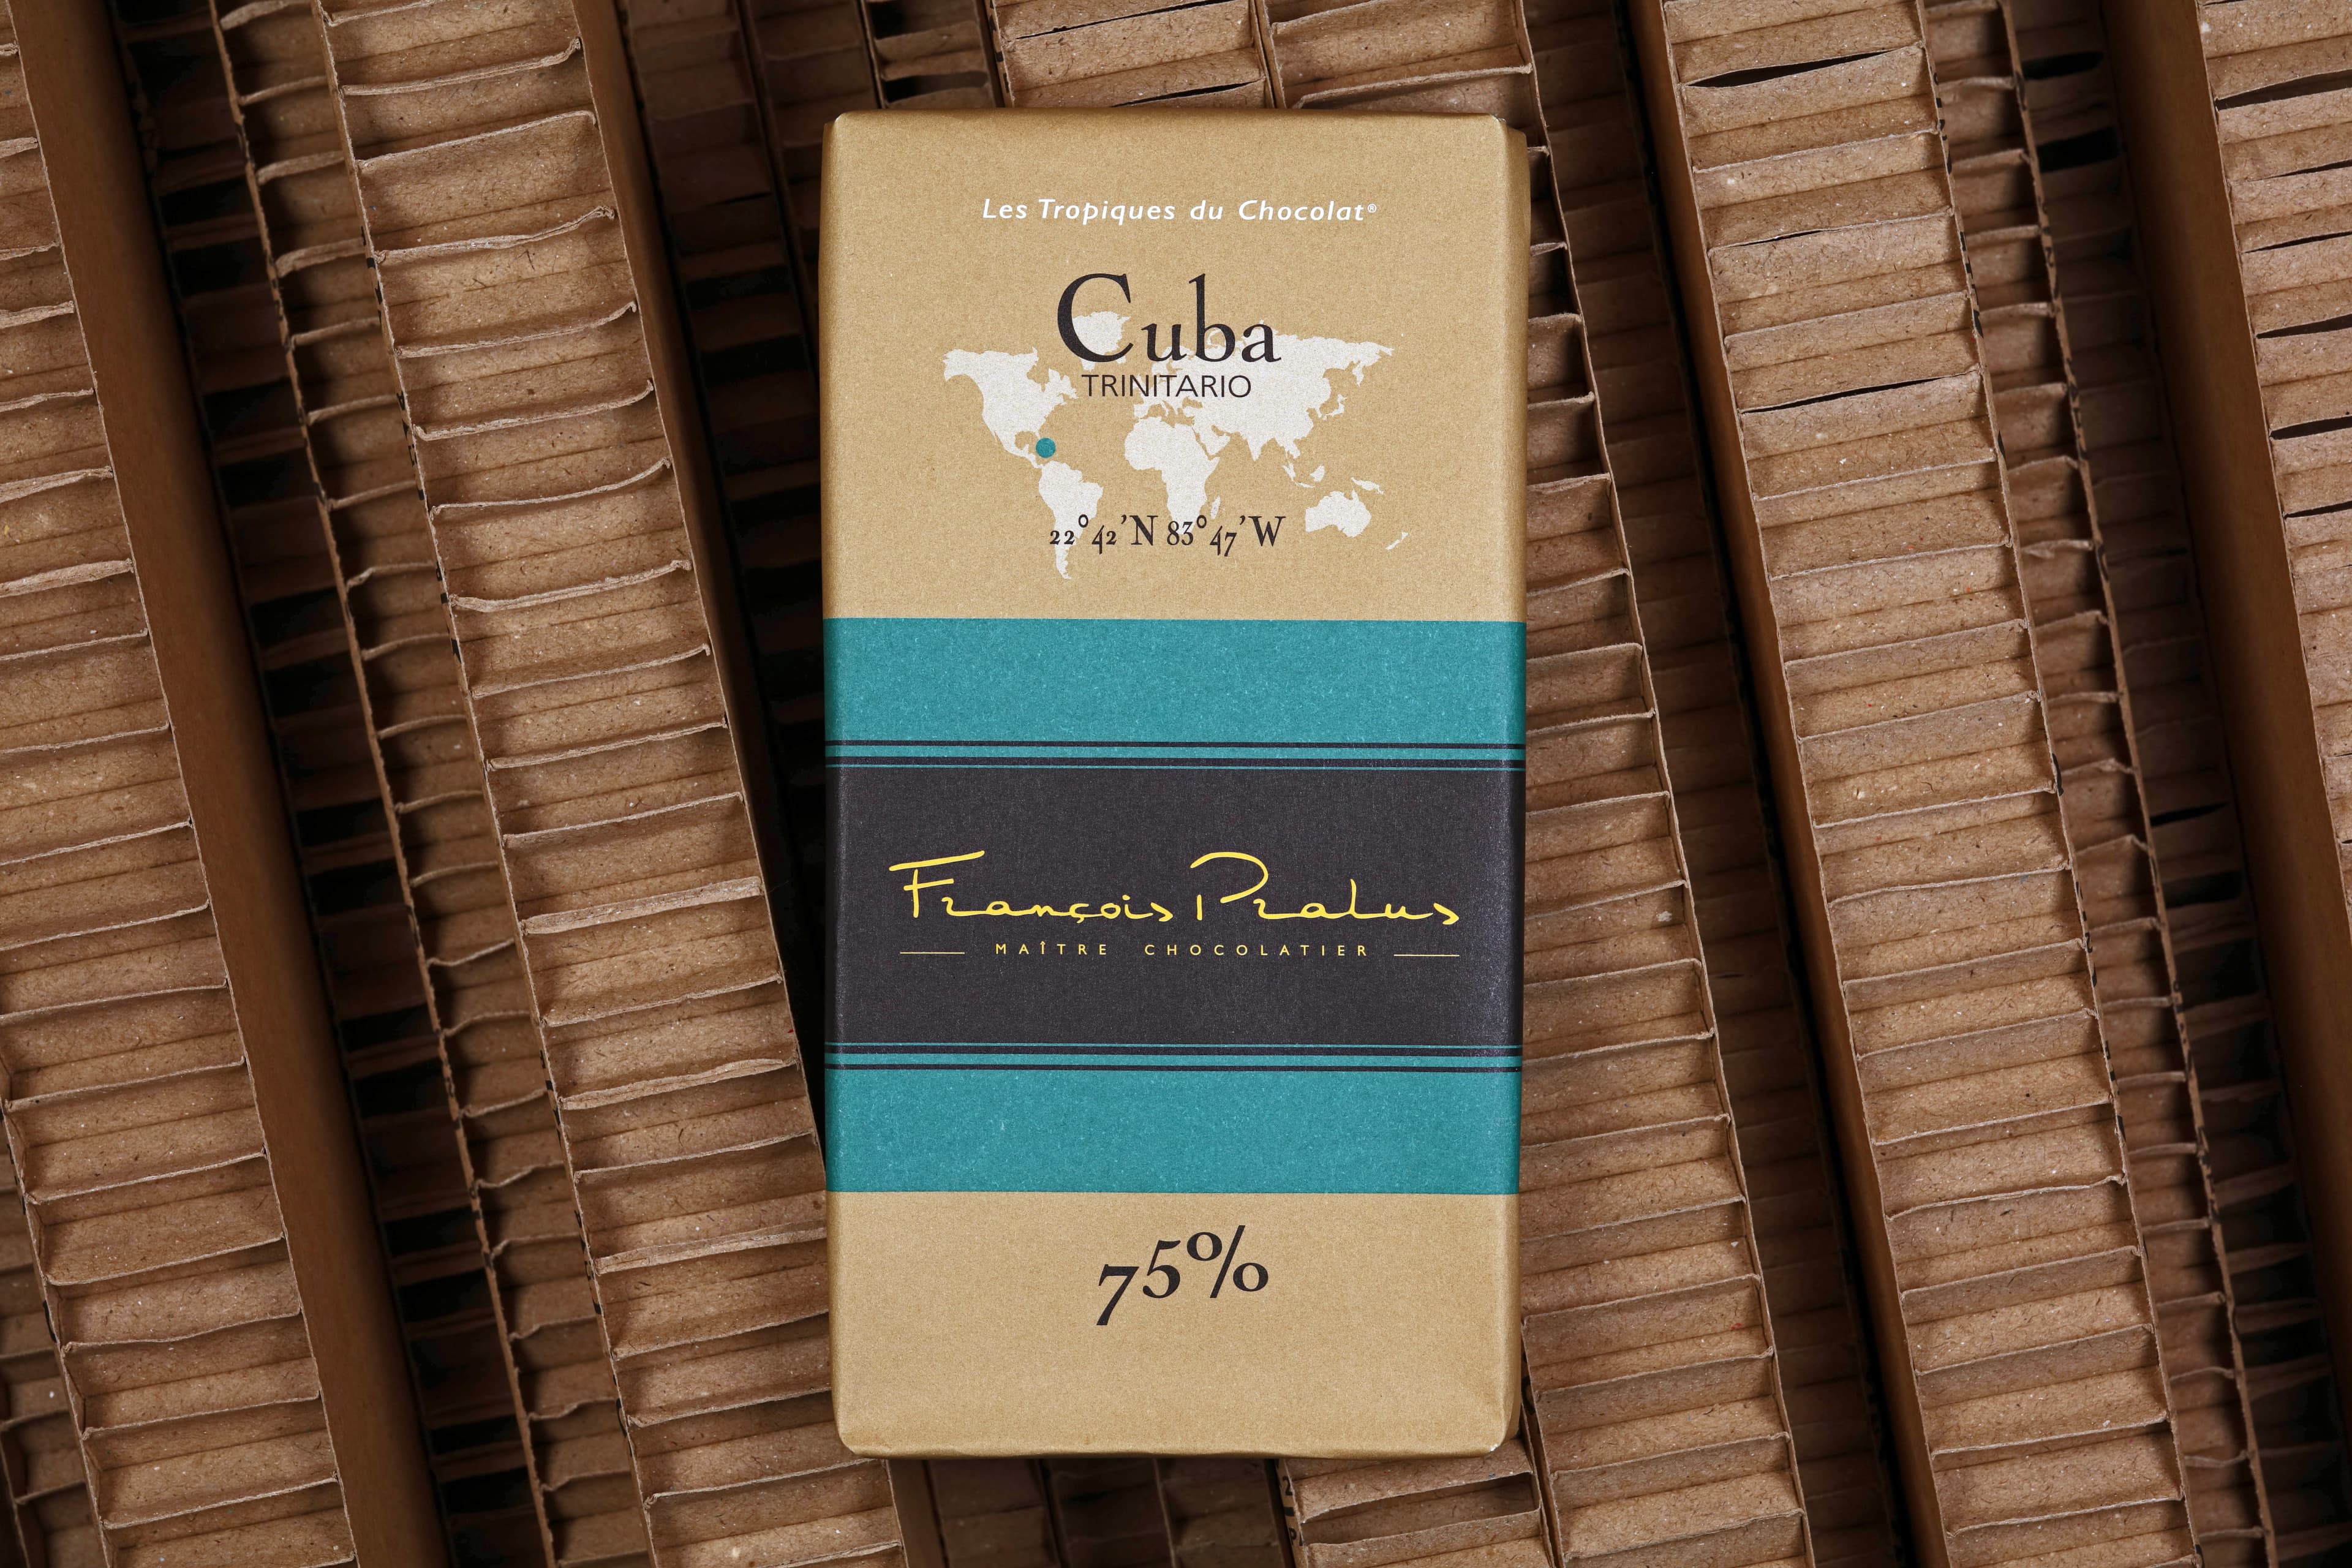 Les Tropiques du Chocolat®
Cuba
TRINITARIO
22°42'N 83°47'W
François Pralus
MAÎTRE CHOCOLATIER
75%